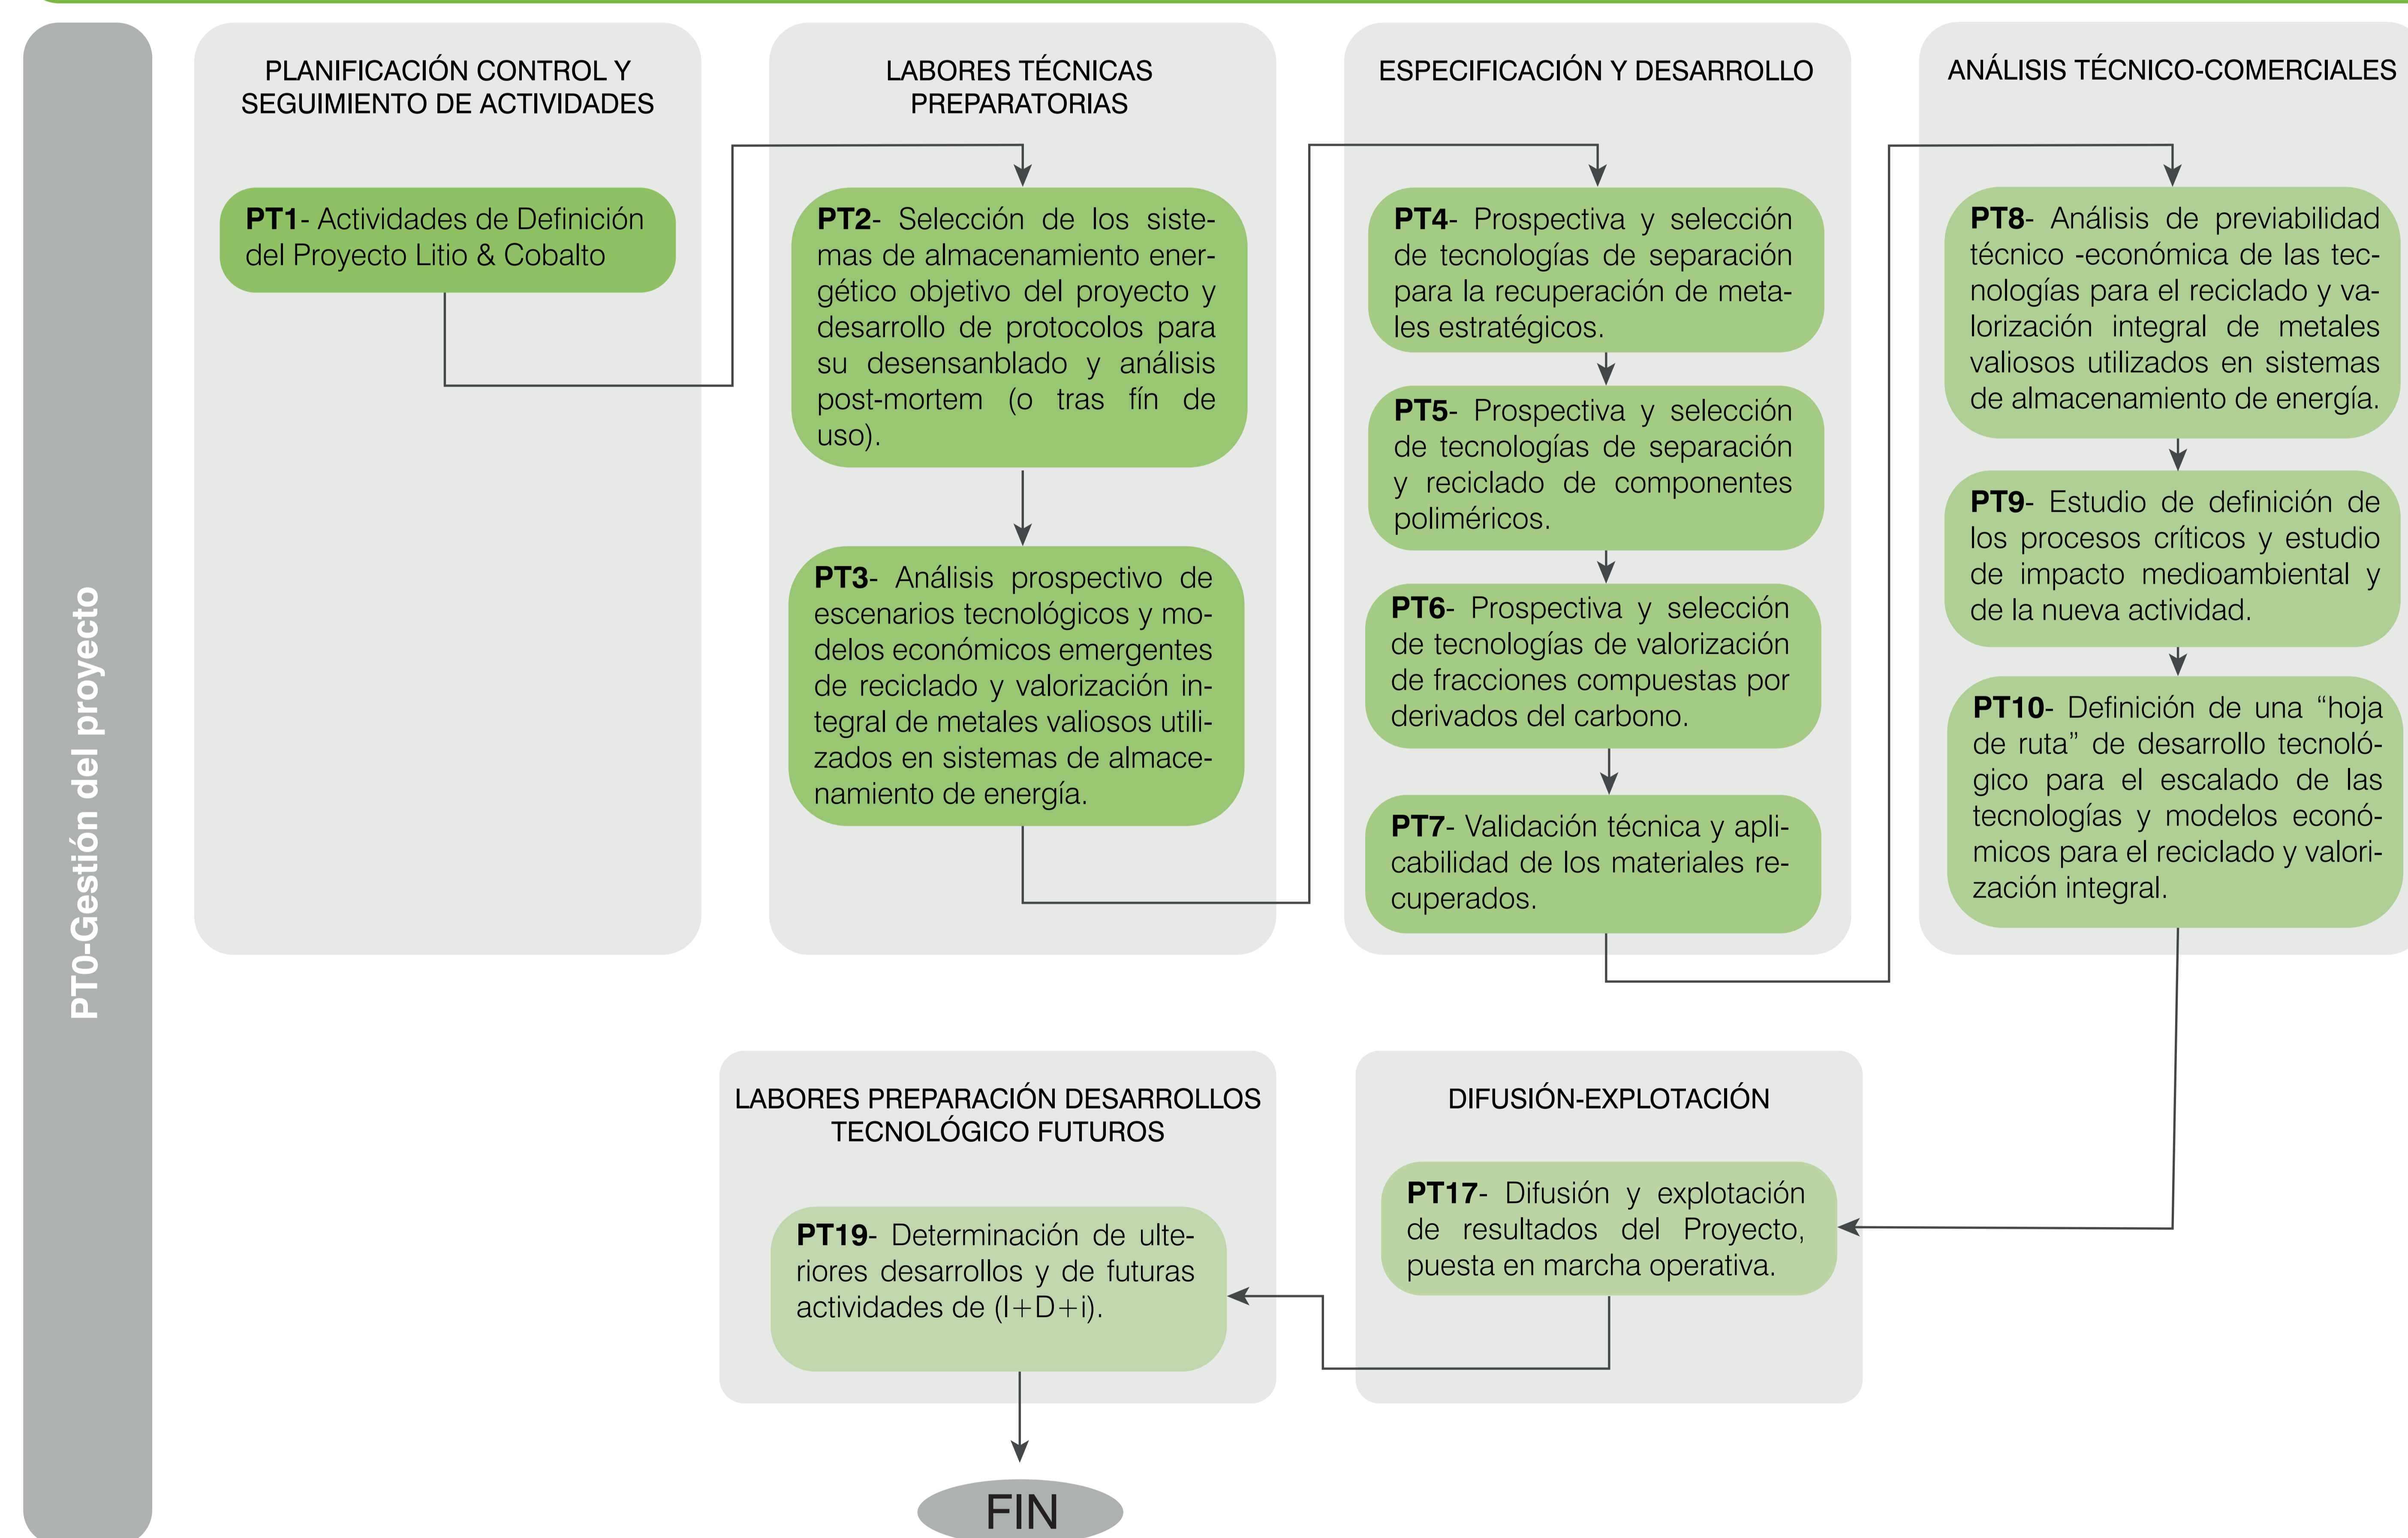 PT0-Gestión del proyecto
PLANIFICACIÓN CONTROL Y
SEGUIMIENTO DE ACTIVIDADES
PT1- Actividades de Definición
del Proyecto Litio & Cobalto
LABORES TÉCNICAS
PREPARATORIAS
PT2- Selección de los siste-
mas de almacenamiento ener-
gético objetivo del proyecto y
desarrollo de protocolos para
su desensanblado y análisis
post-mortem (o tras fín de
uso).
PT3- Análisis prospectivo de
escenarios tecnológicos y mo-
delos económicos emergentes
de reciclado y valorización in-
tegral de metales valiosos utili-
zados en sistemas de almace-
namiento de energía.
ESPECIFICACIÓN Y DESARROLLO
PT4- Prospectiva y selección
de tecnologías de separación
para la recuperación de meta-
les estratégicos.
PT5- Prospectiva y selección
de tecnologías de separación
y reciclado de componentes
poliméricos.
PT6- Prospectiva y selección
de tecnologías de valorización
de fracciones compuestas por
derivados del carbono.
PT7- Validación técnica y apli-
cabilidad de los materiales re-
cuperados.
ANÁLISIS TÉCNICO-COMERCIALES
PT8- Análisis de previabilidad
técnico -económica de las tec-
nologías para el reciclado y va-
lorización integral de metales
valiosos utilizados en sistemas
de almacenamiento de energía.
PT9- Estudio de definición de
los procesos críticos y estudio
de impacto medioambiental y
de la nueva actividad.
PT10- Definición de una “hoja
de ruta” de desarrollo tecnoló-
gico para el escalado de las
tecnologías y modelos econó-
micos para el reciclado y valori-
zación integral.
DIFUSIÓN-EXPLOTACIÓN
PT17- Difusión y explotación
de resultados del Proyecto,
puesta en marcha operativa.
LABORES PREPARACIÓN DESARROLLOS
TECNOLÓGICO FUTUROS
PT19- Determinación de ulte-
riores desarrollos y de futuras
actividades de (I+D+i).
FIN